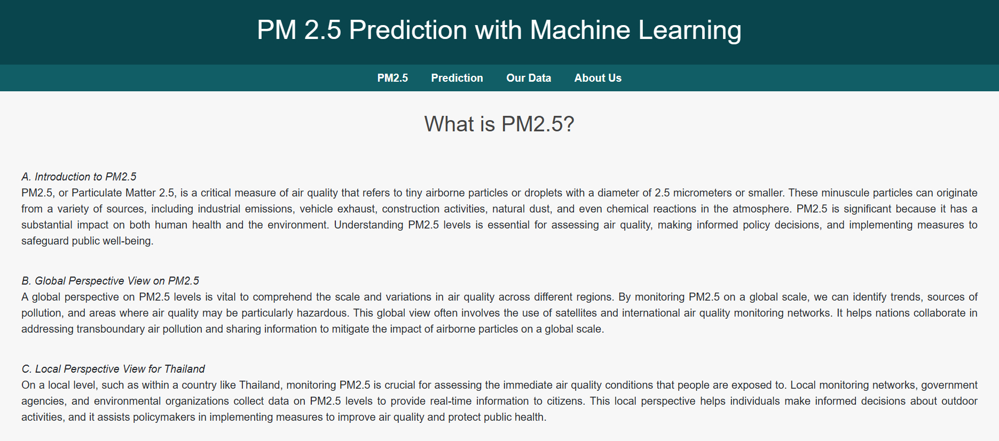 PM 2.5 Prediction with Machine Learning
PM2.5 Prediction Our Data About Us
What is PM2.5?
A. Introduction to PM2.5
PM2.5, or Particulate Matter 2.5, is a critical measure of air quality that refers to tiny airborne particles or droplets with a diameter of 2.5 micrometers or smaller. These minuscule particles can originate
from a variety of sources, including industrial emissions, vehicle exhaust, construction activities, natural dust, and even chemical reactions in the atmosphere. PM2.5 is significant because it has a
substantial impact on both human health and the environment. Understanding PM2.5 levels is essential for assessing air quality, making informed policy decisions, and implementing measures to
safeguard public well-being.
B. Global Perspective View on PM2.5
A global perspective on PM2.5 levels is vital to comprehend the scale and variations in air quality across different regions. By monitoring PM2.5 on a global scale, we can identify trends, sources of
pollution, and areas where air quality may be particularly hazardous. This global view often involves the use of satellites and international air quality monitoring networks. It helps nations collaborate in
addressing transboundary air pollution and sharing information to mitigate the impact of airborne particles on a global scale.
C. Local Perspective View for Thailand
On a local level, such as within a country like Thailand, monitoring PM2.5 is crucial for assessing the immediate air quality conditions that people are exposed to. Local monitoring networks, government
agencies, and environmental organizations collect data on PM2.5 levels to provide real-time information to citizens. This local perspective helps individuals make informed decisions about outdoor
activities, and it assists policymakers in implementing measures to improve air quality and protect public health.